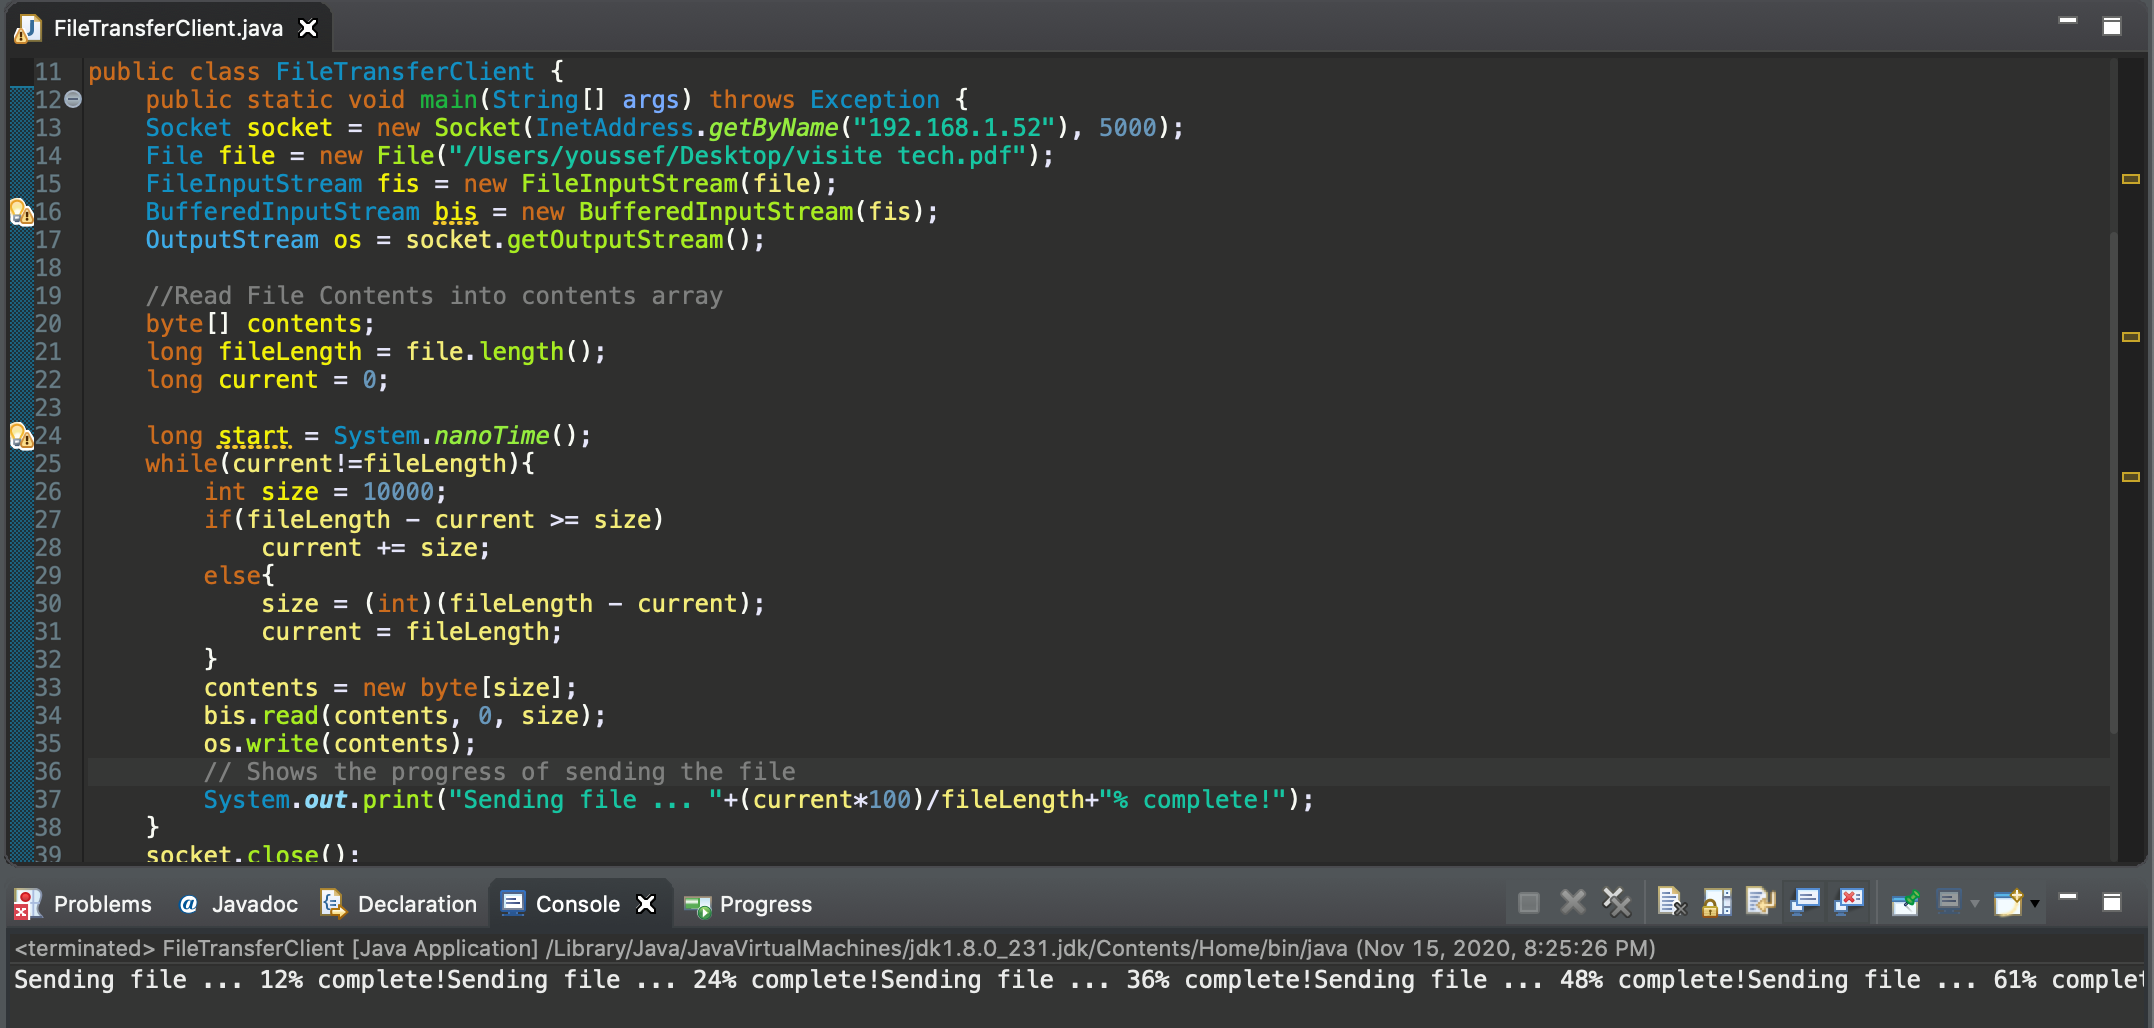 FileTransferClient.java
11 public class FileTransferClient {
12 public static void main(String[] args) throws Exception {
13 Socket socket = new Socket(InetAddress.getByName("192.168.1.52"), 5000);
14 File file = new File("/Users/youssef/Desktop/visite tech.pdf");
15 FileInputStream fis = new FileInputStream(file);
16 BufferedInputStream bis = new BufferedInputStream(fis);
17 OutputStream os = socket.getOutputStream();
18
19 //Read File Contents into contents array
20 byte[] contents;
21 long fileLength = file.length();
22 long current = 0;
23
24 long start = System.nanoTime();
25 while(current!=fileLength){
26 int size = 10000;
27 if(fileLength - current >= size)
28 current += size;
29 else{
30 size = (int)(fileLength - current);
31 current = fileLength;
32 }
33 contents = new byte[size];
34 bis.read(contents, 0, size);
35 os.write(contents);
36 // Shows the progress of sending the file
37 System.out.print("Sending file ... "+(current*100)/fileLength+"% complete!");
38 }
39 socket.close();
Problems @ Javadoc Declaration Console Progress
<terminated> FileTransferClient [Java Application] /Library/Java/JavaVirtualMachines/jdk1.8.0_231.jdk/Contents/Home/bin/java (Nov 15, 2020, 8:25:26 PM)
Sending file ... 12% complete!Sending file ... 24% complete!Sending file ... 36% complete!Sending file ... 48% complete!Sending file ... 61% complet